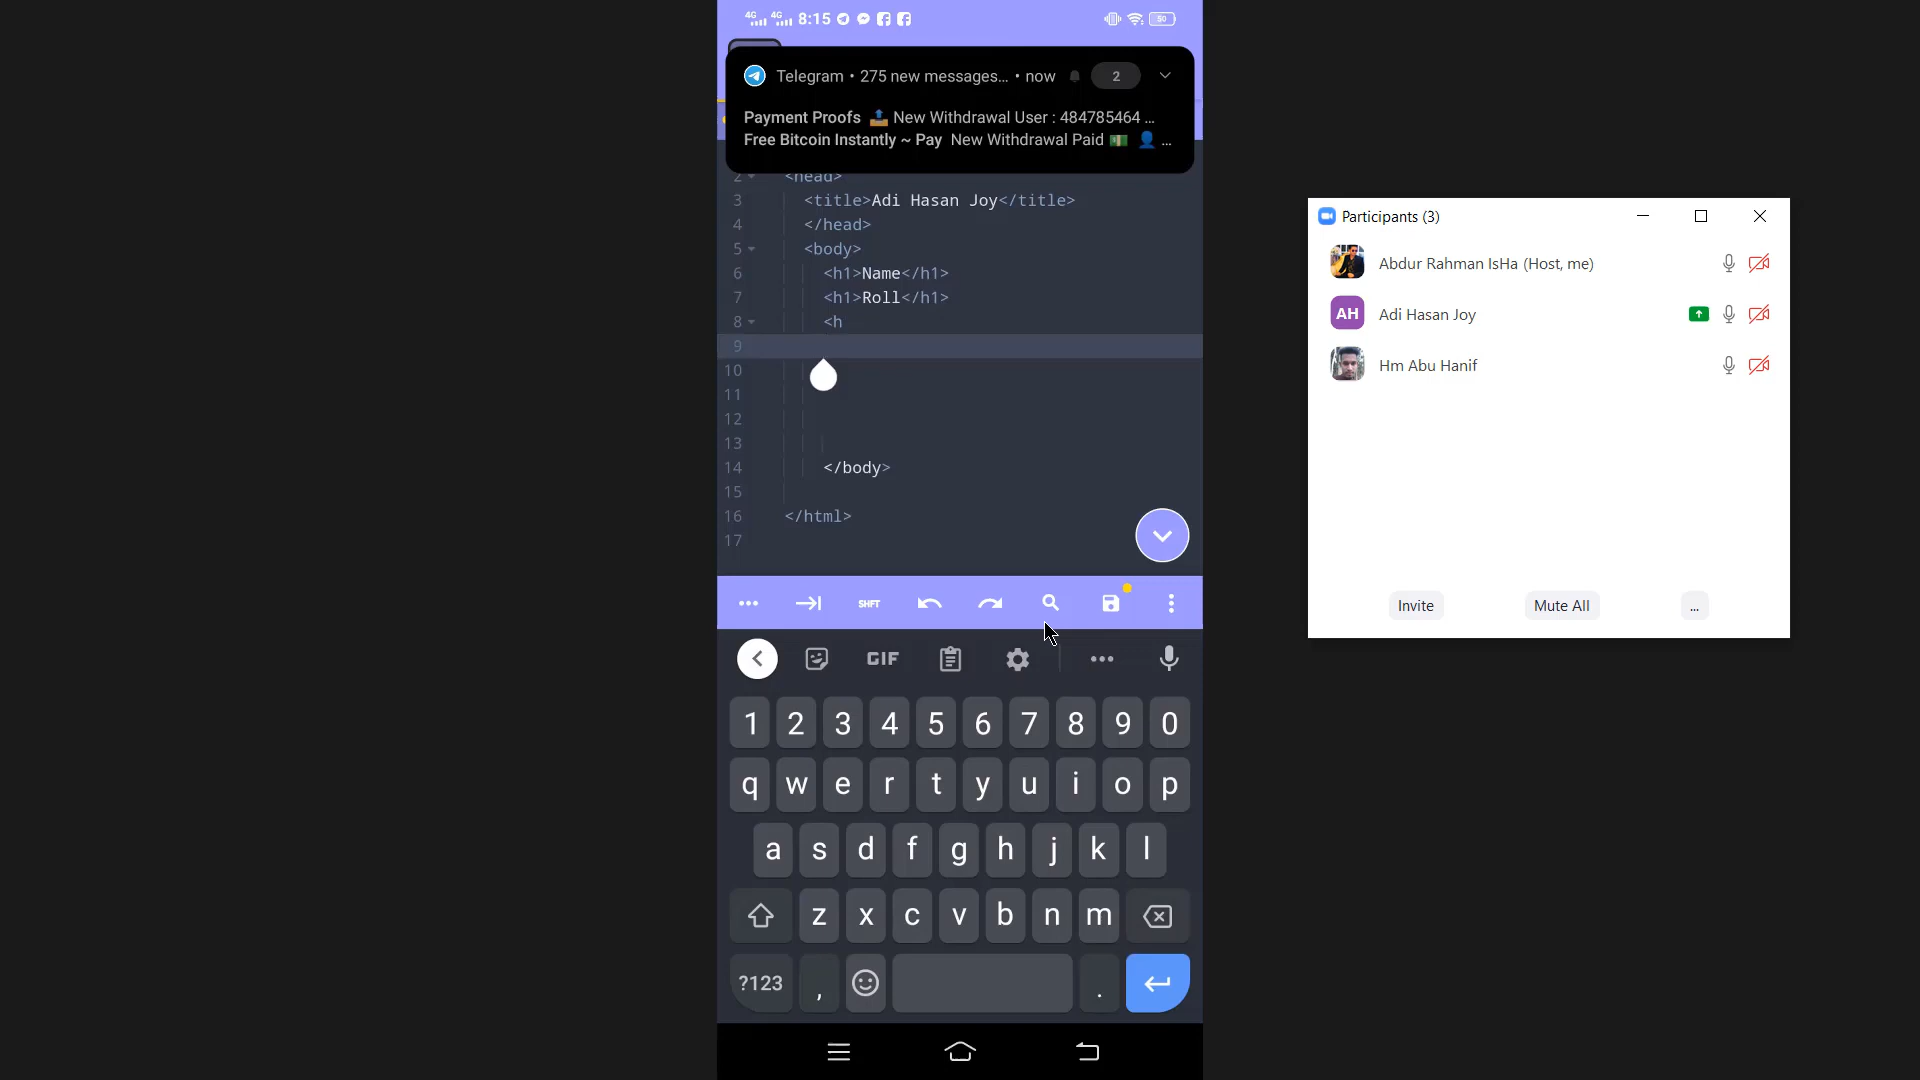 4G 4G 8:15 50
Telegram • 275 new messages... • now 2
Payment Proofs 📤 New Withdrawal User : 484785464 ...
Free Bitcoin Instantly ~ Pay New Withdrawal Paid 💵 👤 ...
2 <head>
3 <title>Adi Hasan Joy</title>
4 </head>
5 <body>
6 <h1>Name</h1>
7 <h1>Roll</h1>
8 <h
9
10
11
12
13
14 </body>
15
16 </html>
17
SHFT
GIF
1 2 3 4 5 6 7 8 9 0
q w e r t y u i o p
a s d f g h j k l
z x c v b n m
?123 , .
Participants (3)
Abdur Rahman IsHa (Host, me)
AH Adi Hasan Joy
Hm Abu Hanif
Invite Mute All ...